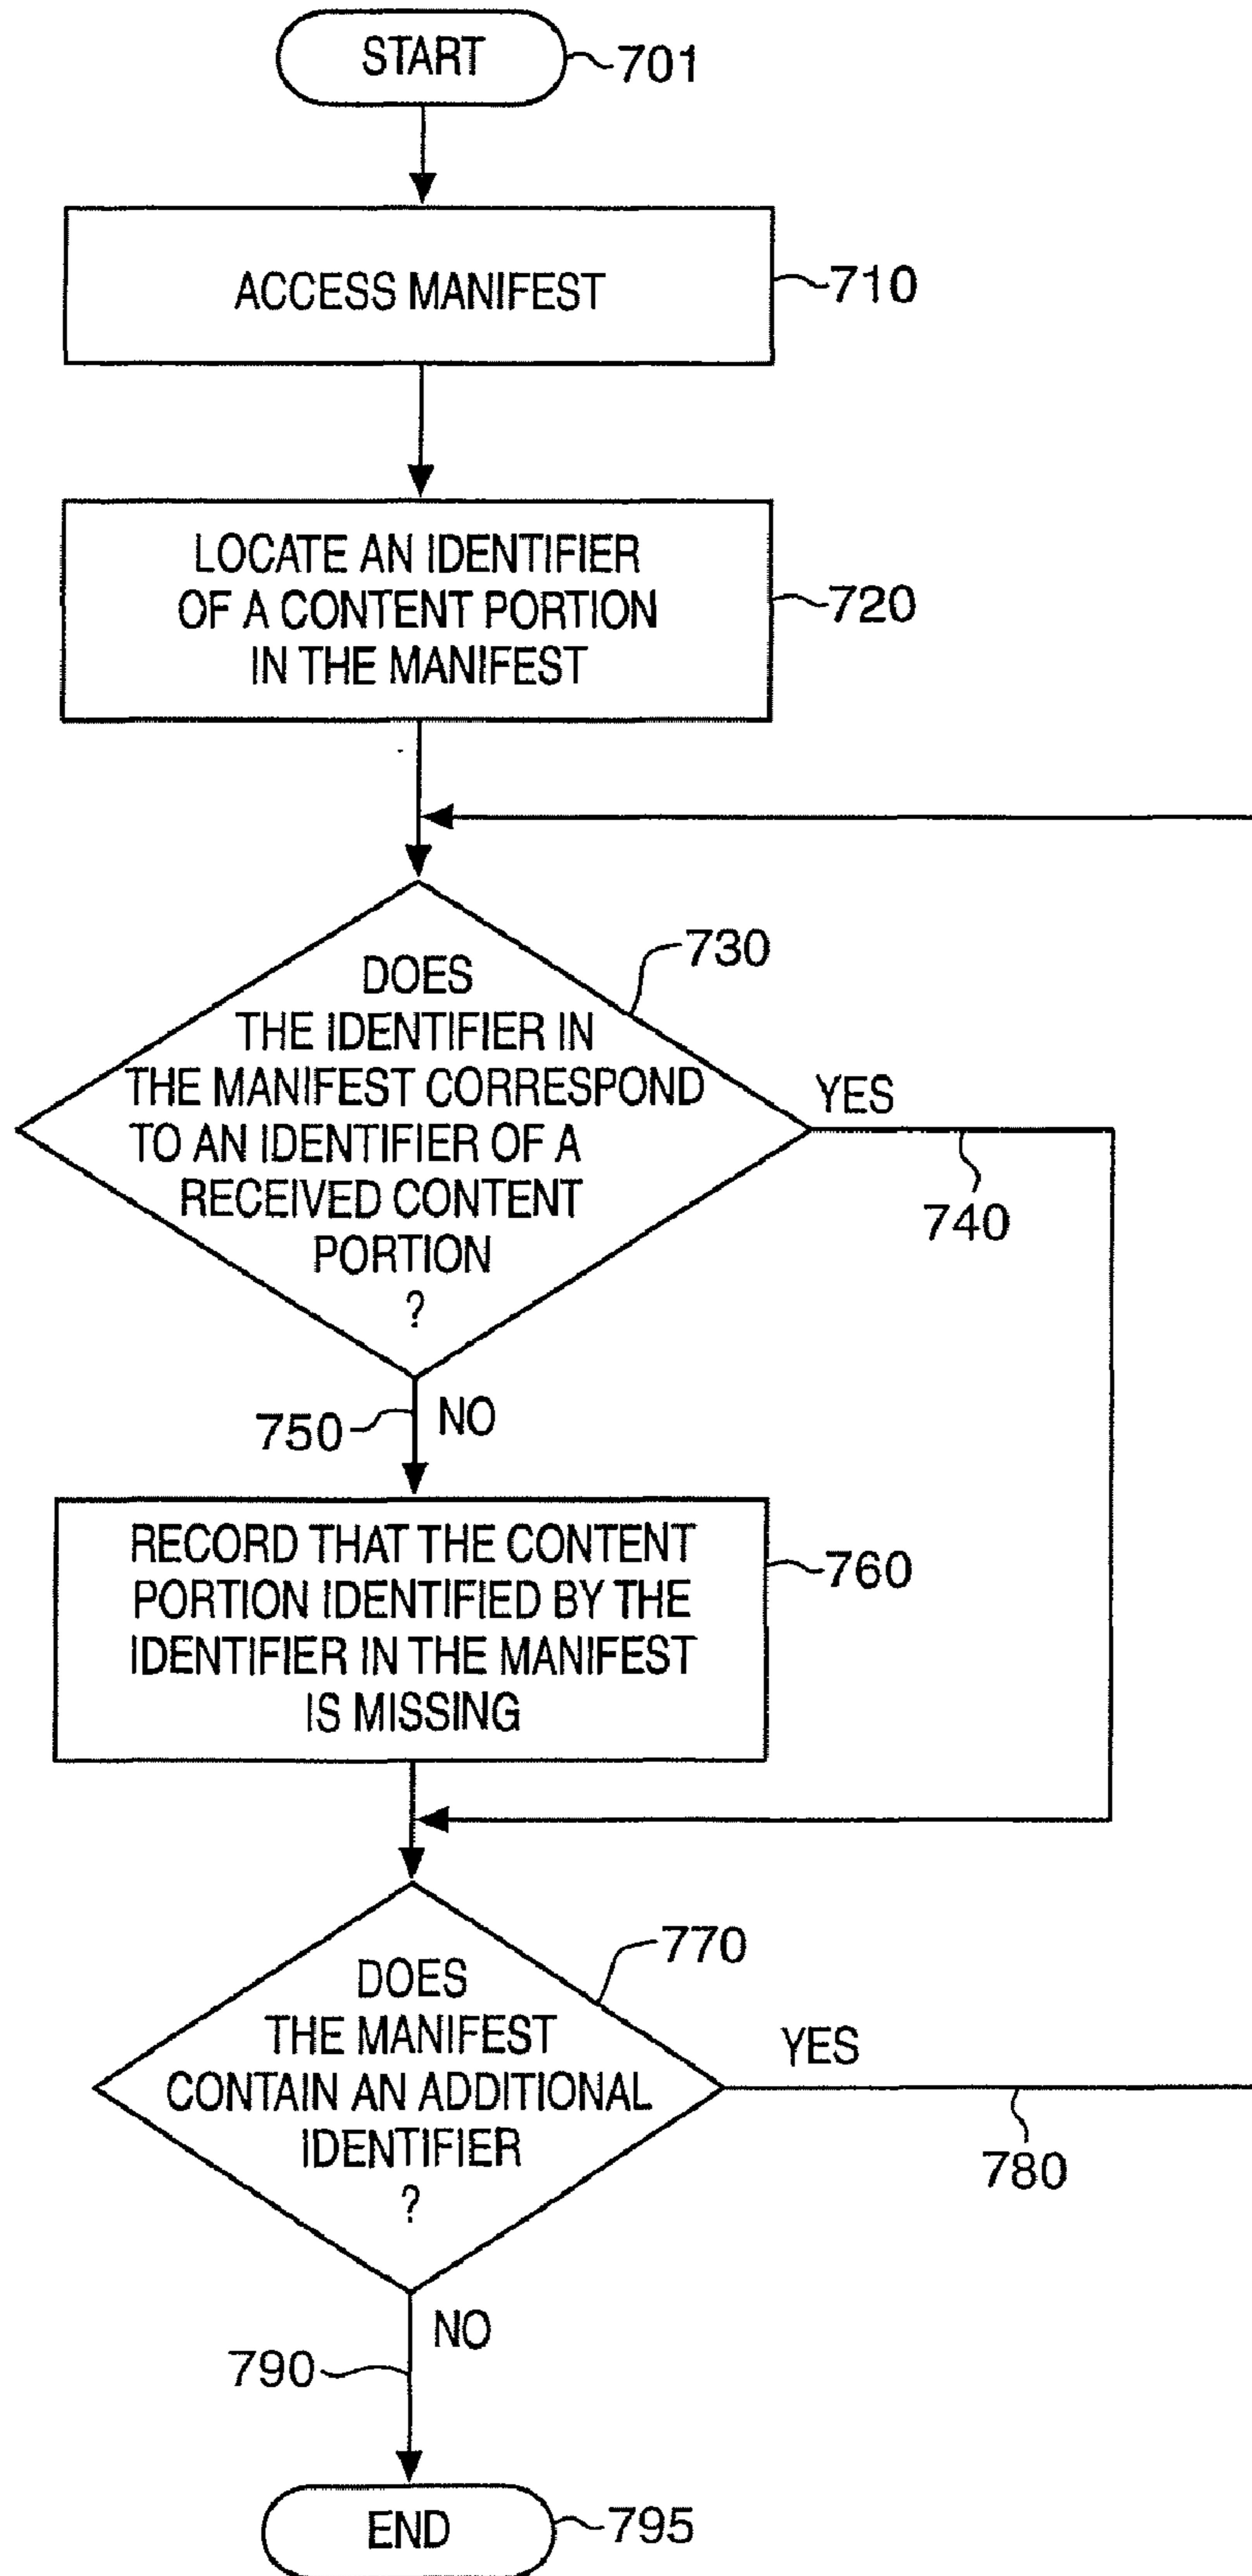 START
701
ACCESS MANIFEST
710
LOCATE AN IDENTIFIER
OF A CONTENT PORTION
IN THE MANIFEST
720
730
DOES
THE IDENTIFIER IN
THE MANIFEST CORRESPOND
TO AN IDENTIFIER OF A
RECEIVED CONTENT
PORTION
?
YES
740
750
NO
RECORD THAT THE CONTENT
PORTION IDENTIFIED BY THE
IDENTIFIER IN THE MANIFEST
IS MISSING
760
770
DOES
THE MANIFEST
CONTAIN AN ADDITIONAL
IDENTIFIER
?
YES
780
NO
790
END
795